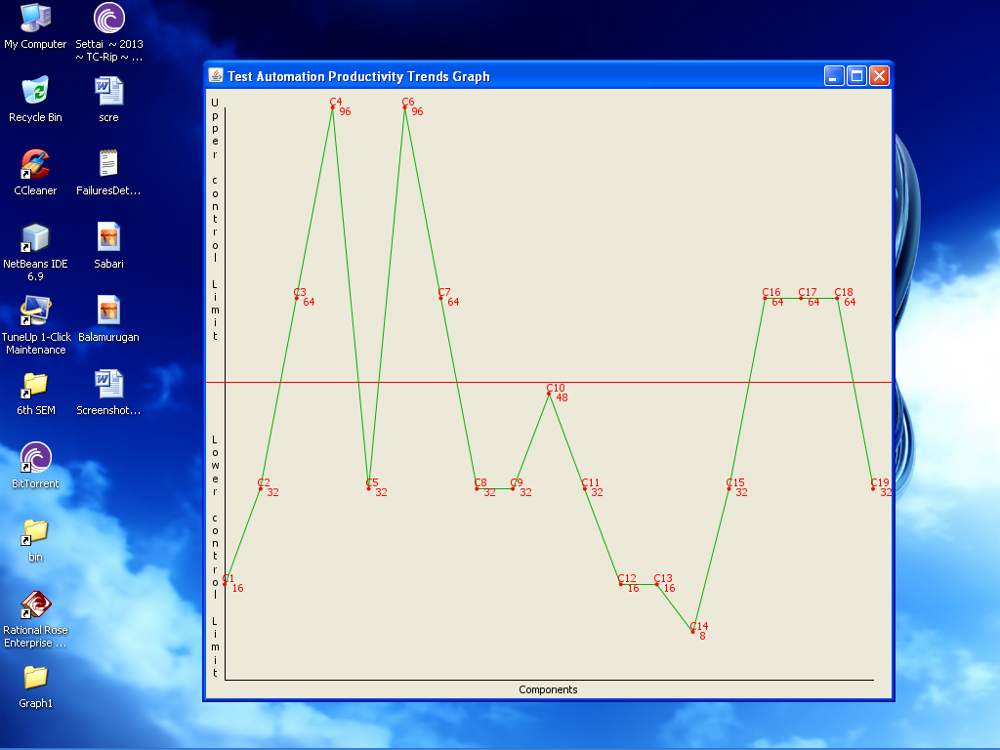 My Computer
Settai ~ 2013
~ TC-Rip ~ ...
Recycle Bin
scre
CCleaner
FailuresDet...
NetBeans IDE
6.9
Sabari
TuneUp 1-Click
Maintenance
Balamurugan
6th SEM
Screenshot...
BitTorrent
bin
Rational Rose
Enterprise ...
Graph1
Test Automation Productivity Trends Graph
Upper control Limit
Lower control Limit
C1
16
C2
32
C3
64
C4
96
C5
32
C6
96
C7
64
C8
32
C9
32
C10
48
C11
32
C12
16
C13
16
C14
8
C15
32
C16
64
C17
64
C18
64
C19
32
Components